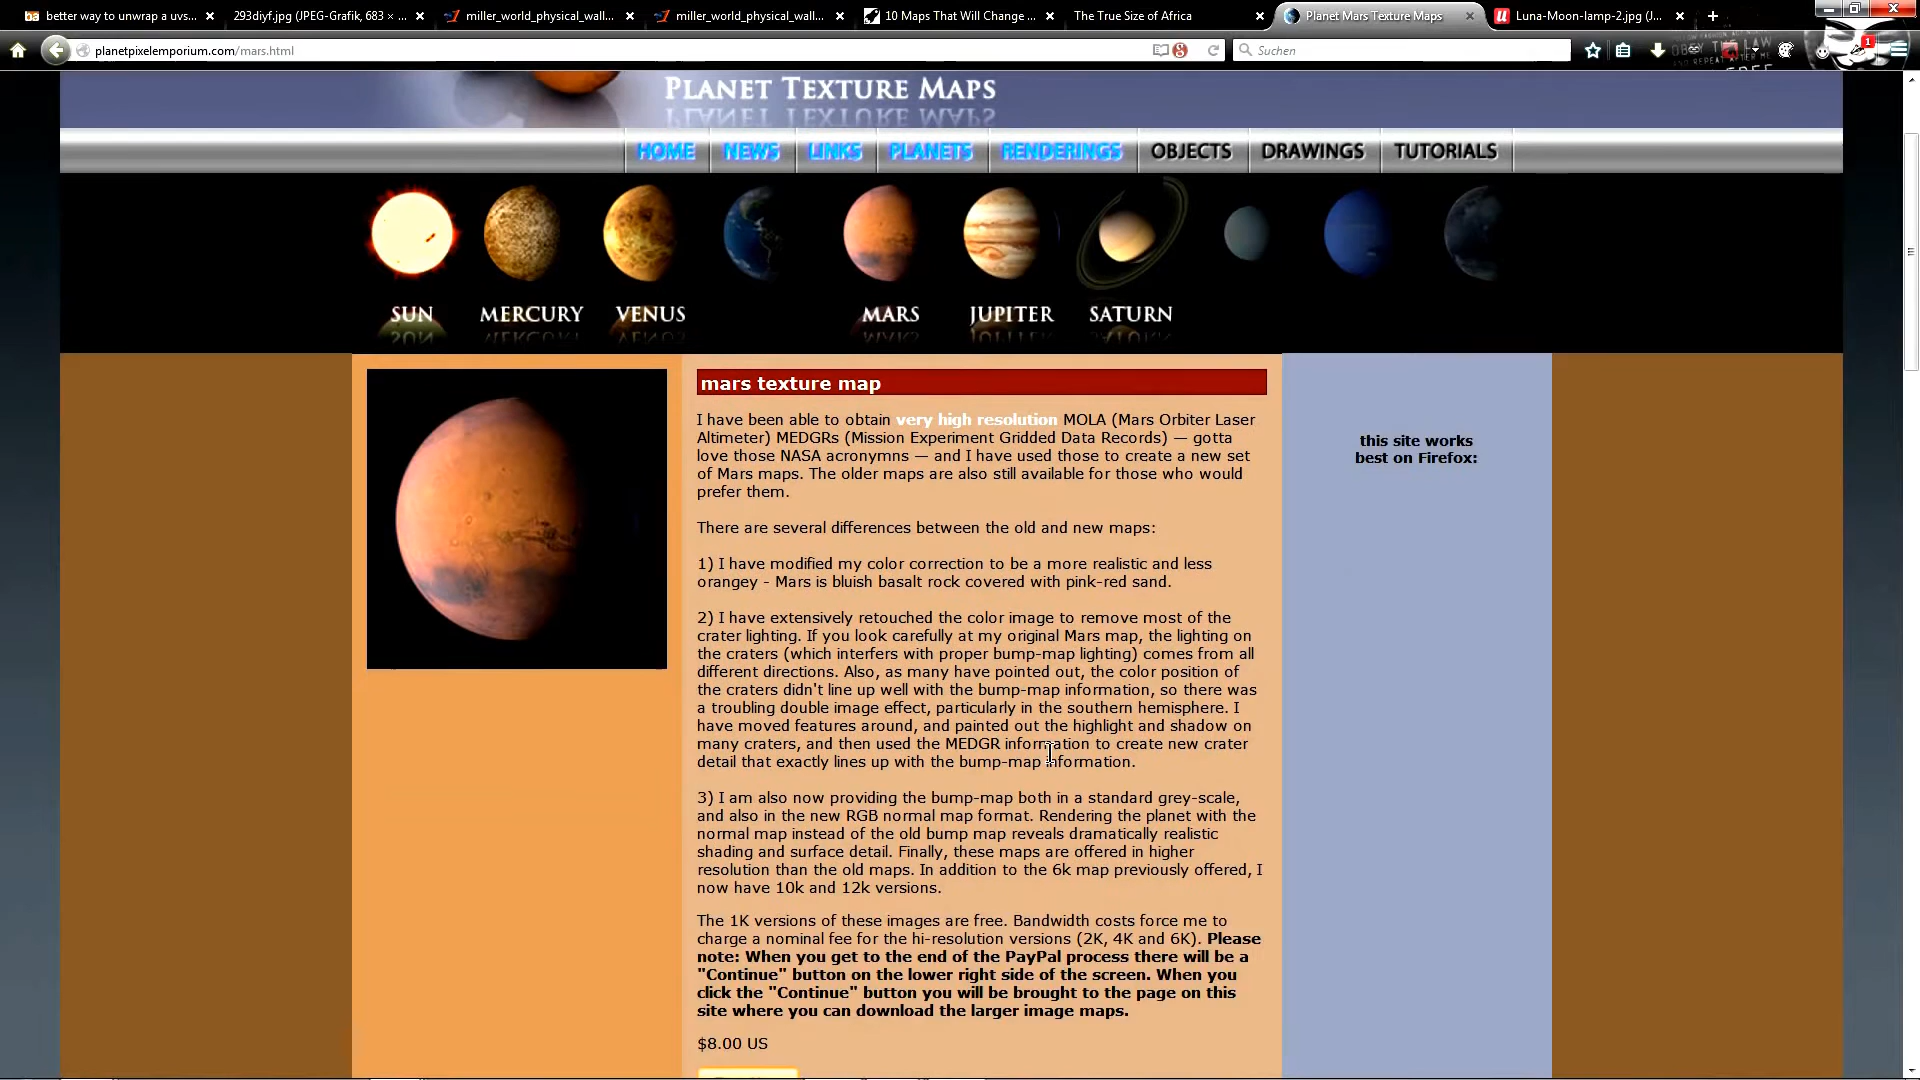 better way to unwrap a uvs...
293diyf.jpg (JPEG-Grafik, 683 × ...
miller_world_physical_wall...
miller_world_physical_wall...
10 Maps That Will Change ...
The True Size of Africa
Planet Mars Texture Maps
Luna-Moon-lamp-2.jpg (J...
planetpixelemporium.com/mars.html
Suchen
1
PLANET TEXTURE MAPS
HOME
NEWS
LINKS
PLANETS
RENDERINGS
OBJECTS
DRAWINGS
TUTORIALS
SUN
MERCURY
VENUS
MARS
JUPITER
SATURN
mars texture map
I have been able to obtain very high resolution MOLA (Mars Orbiter Laser
Altimeter) MEDGRs (Mission Experiment Gridded Data Records) — gotta
love those NASA acronymns — and I have used those to create a new set
of Mars maps. The older maps are also still available for those who would
prefer them.
There are several differences between the old and new maps:
1) I have modified my color correction to be a more realistic and less
orangey - Mars is bluish basalt rock covered with pink-red sand.
2) I have extensively retouched the color image to remove most of the
crater lighting. If you look carefully at my original Mars map, the lighting on
the craters (which interfers with proper bump-map lighting) comes from all
different directions. Also, as many have pointed out, the color position of
the craters didn't line up well with the bump-map information, so there was
a troubling double image effect, particularly in the southern hemisphere. I
have moved features around, and painted out the highlight and shadow on
many craters, and then used the MEDGR information to create new crater
detail that exactly lines up with the bump-map information.
3) I am also now providing the bump-map both in a standard grey-scale,
and also in the new RGB normal map format. Rendering the planet with the
normal map instead of the old bump map reveals dramatically realistic
shading and surface detail. Finally, these maps are offered in higher
resolution than the old maps. In addition to the 6k map previously offered, I
now have 10k and 12k versions.
The 1K versions of these images are free. Bandwidth costs force me to
charge a nominal fee for the hi-resolution versions (2K, 4K and 6K). Please
note: When you get to the end of the PayPal process there will be a
"Continue" button on the lower right side of the screen. When you
click the "Continue" button you will be brought to the page on this
site where you can download the larger image maps.
$8.00 US
this site works
best on Firefox: